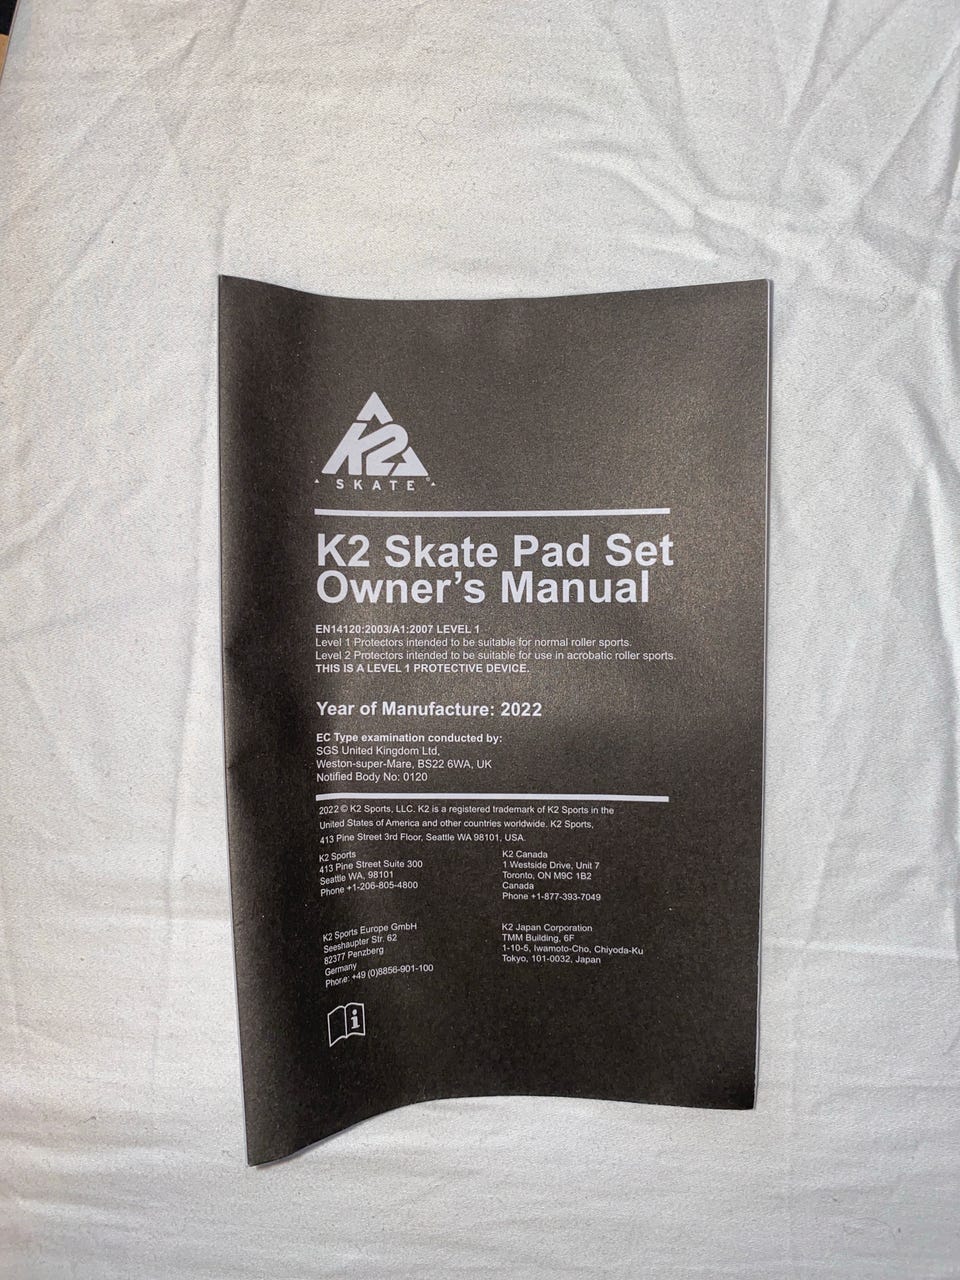 K2
SKATE®
K2 Skate Pad Set
Owner's Manual
EN14120:2003/A1:2007 LEVEL 1
Level 1 Protectors intended to be suitable for normal roller sports.
Level 2 Protectors intended to be suitable for use in acrobatic roller sports.
THIS IS A LEVEL 1 PROTECTIVE DEVICE.
Year of Manufacture: 2022
EC Type examination conducted by:
SGS United Kingdom Ltd,
Weston-super-Mare, BS22 6WA, UK
Notified Body No: 0120
2022 © K2 Sports, LLC. K2 is a registered trademark of K2 Sports in the
United States of America and other countries worldwide. K2 Sports,
413 Pine Street 3rd Floor, Seattle WA 98101, USA.
K2 Sports
413 Pine Street Suite 300
Seattle WA, 98101
Phone +1-206-805-4800
K2 Canada
1 Westside Drive, Unit 7
Toronto, ON M9C 1B2
Canada
Phone +1-877-393-7049
K2 Sports Europe GmbH
Seeshaupter Str. 62
82377 Penzberg
Germany
Phone: +49 (0)8856-901-100
K2 Japan Corporation
TMM Building, 6F
1-10-5, Iwamoto-Cho, Chiyoda-Ku
Tokyo, 101-0032, Japan
i